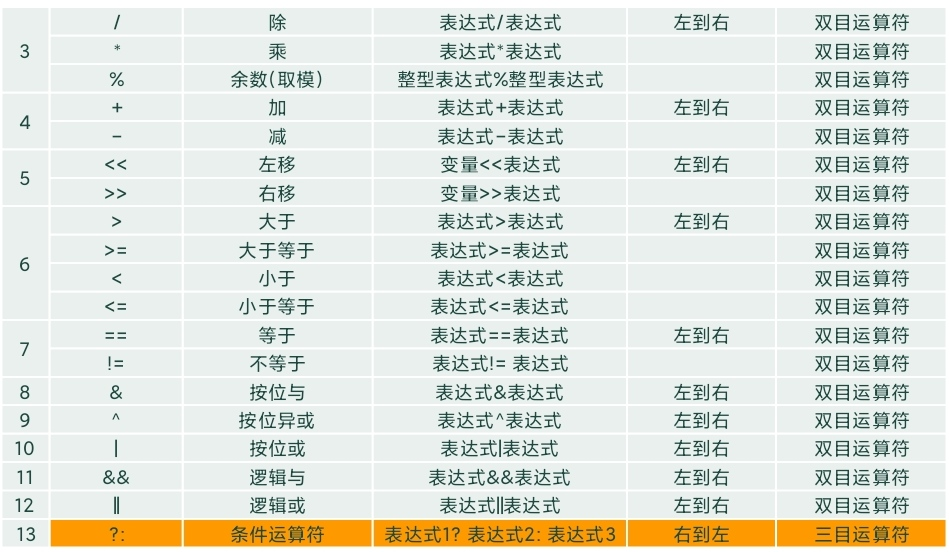 3 / 除 表达式/表达式 左到右 双目运算符
* 乘 表达式*表达式 双目运算符
% 余数(取模) 整型表达式%整型表达式 双目运算符
4 + 加 表达式+表达式 左到右 双目运算符
- 减 表达式-表达式 双目运算符
5 << 左移 变量<<表达式 左到右 双目运算符
>> 右移 变量>>表达式 双目运算符
6 > 大于 表达式>表达式 左到右 双目运算符
>= 大于等于 表达式>=表达式 双目运算符
< 小于 表达式<表达式 双目运算符
<= 小于等于 表达式<=表达式 双目运算符
7 == 等于 表达式==表达式 左到右 双目运算符
!= 不等于 表达式!= 表达式 双目运算符
8 & 按位与 表达式&表达式 左到右 双目运算符
9 ^ 按位异或 表达式^表达式 左到右 双目运算符
10 | 按位或 表达式|表达式 左到右 双目运算符
11 && 逻辑与 表达式&&表达式 左到右 双目运算符
12 || 逻辑或 表达式||表达式 左到右 双目运算符
13 ?: 条件运算符 表达式1? 表达式2: 表达式3 右到左 三目运算符